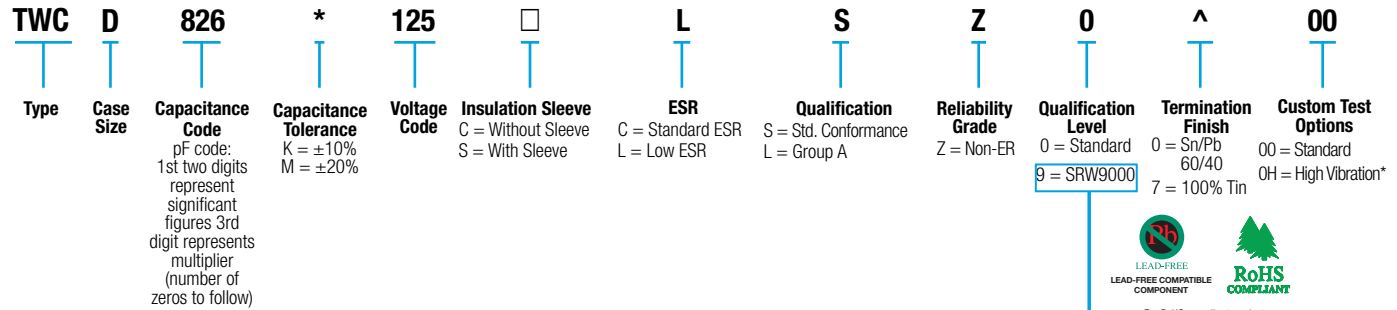 TWC D 826 * 125 □ L S Z 0 ^ 00
Type
Case
Size
Capacitance
Code
pF code:
1st two digits
represent
significant
figures 3rd
digit represents
multiplier
(number of
zeros to follow)
Capacitance
Tolerance
K = ±10%
M = ±20%
Voltage
Code
Insulation Sleeve
C = Without Sleeve
S = With Sleeve
ESR
C = Standard ESR
L = Low ESR
Qualification
S = Std. Conformance
L = Group A
Reliability
Grade
Z = Non-ER
Qualification
Level
0 = Standard
9 = SRW9000
Termination
Finish
0 = Sn/Pb
60/40
7 = 100% Tin
Custom Test
Options
00 = Standard
0H = High Vibration*
Pb
LEAD-FREE
LEAD-FREE COMPATIBLE
COMPONENT
RoHS
COMPLIANT